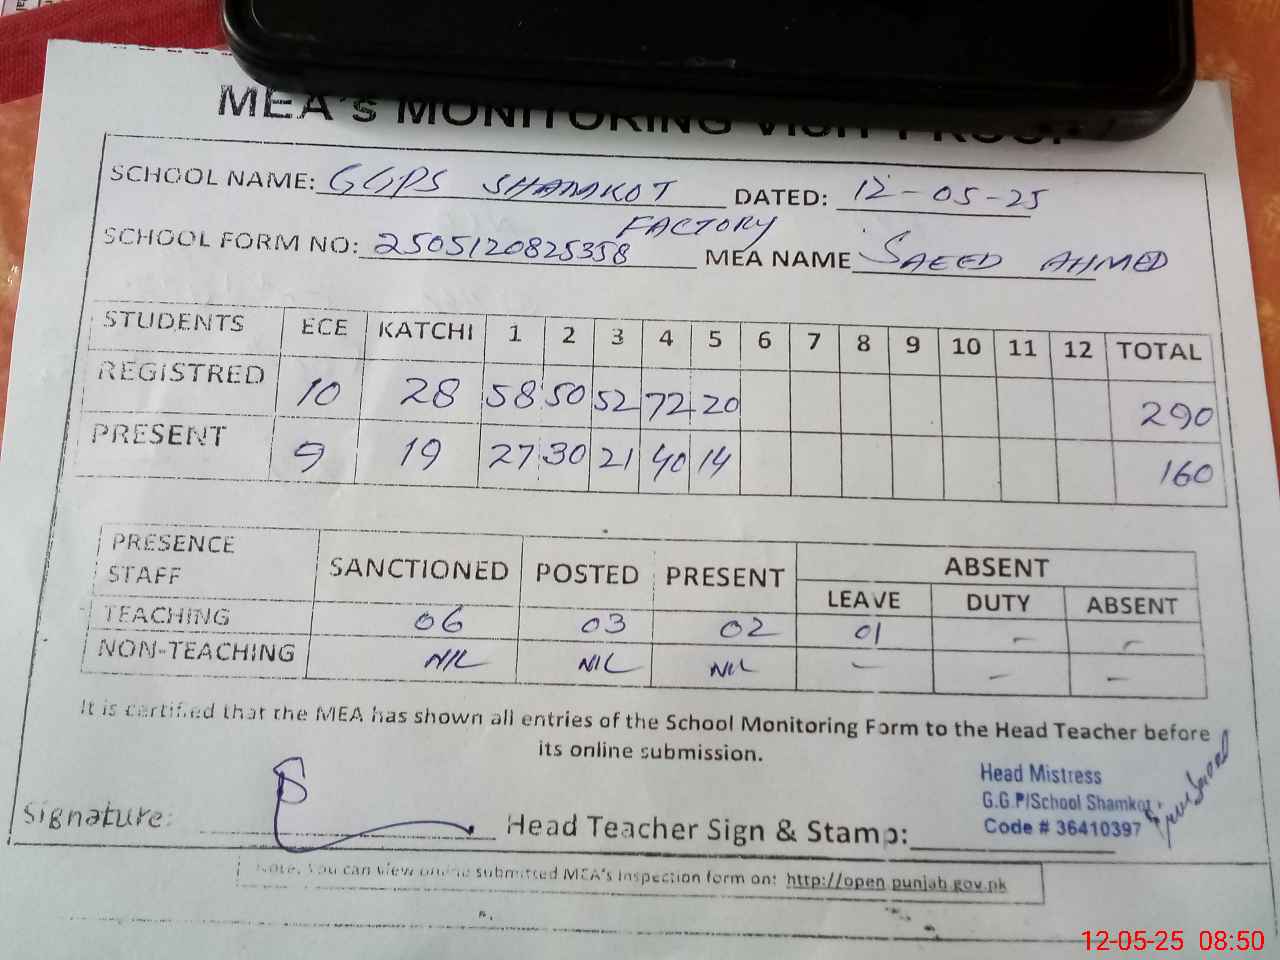 MEA's MONITORING VISIT PROOF
SCHOOL NAME: GGPS SHAMKOT FACTORY DATED: 12-05-25
SCHOOL FORM NO: 2505120825358 MEA NAME SAEED AHMED
STUDENTS ECE KATCHI 1 2 3 4 5 6 7 8 9 10 11 12 TOTAL
REGISTRED 10 28 58 50 52 72 20 290
PRESENT 9 19 27 30 21 40 14 160
PRESENCE STAFF SANCTIONED POSTED PRESENT ABSENT
LEAVE DUTY ABSENT
TEACHING 06 03 02 01 - -
NON-TEACHING NIL NIL NIL - - -
It is certified that the MEA has shown all entries of the School Monitoring Form to the Head Teacher before
its online submission.
Head Mistress
G.G.P/School Shamkot
Code # 36410397
Signature: Head Teacher Sign & Stamp:
Note. You can view online submitted MEA's inspection form on: http://open.punjab.gov.pk
12-05-25 08:50